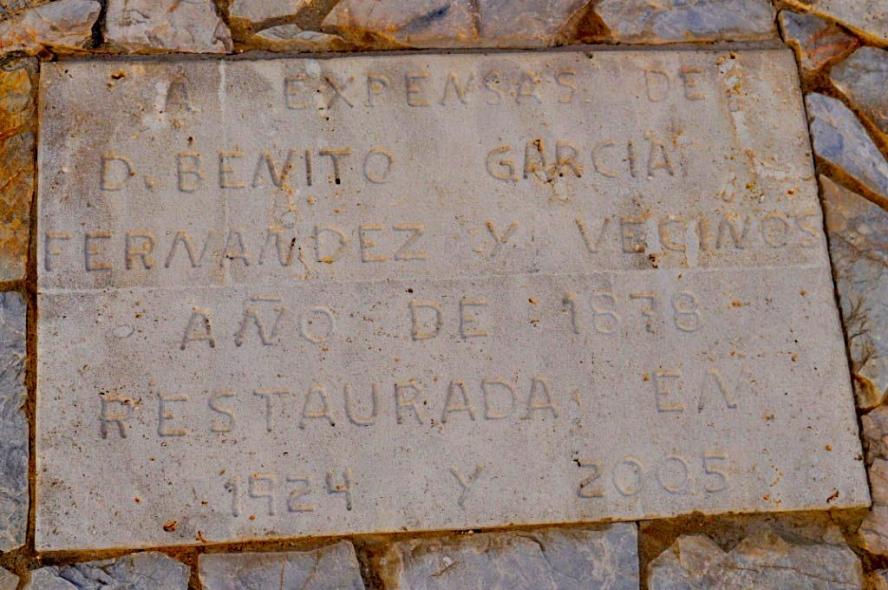 A EXPENSAS DE
D. BENITO GARCIA
FERNANDEZ Y VECINOS
AÑO DE 1878
RESTAURADA EN
1924 Y 2005